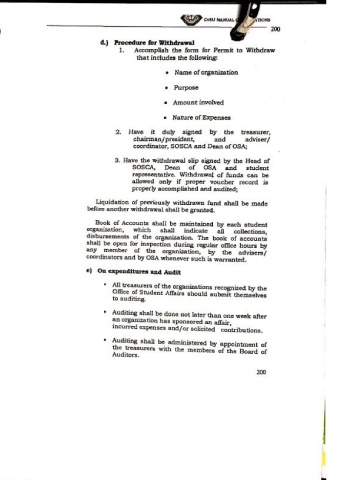 CvSU MANUAL OF OPERATIONS
200
d.) Procedure for Withdrawal
1. Accomplish the form for Permit to Withdraw
that includes the following:
• Name of organization
• Purpose
• Amount involved
• Nature of Expenses
2. Have it duly signed by the treasurer,
chairman/president, and adviser/
coordinator, SOSCA and Dean of OSA;
3. Have the withdrawal slip signed by the Head of
SOSCA, Dean of OSA and student
representative. Withdrawal of funds can be
allowed only if proper voucher record is
properly accomplished and audited;
Liquidation of previously withdrawn fund shall be made
before another withdrawal shall be granted.
Book of Accounts shall be maintained by each student
organization, which shall indicate all collections,
disbursements of the organization. The book of accounts
shall be open for inspection during regular office hours by
any member of the organization, by the advisers/
coordinators and by OSA whenever such is warranted.
e) On expenditures and Audit
• All treasurers of the organizations recognized by the
Office of Student Affairs should submit themselves
to auditing.
• Auditing shall be done not later than one week after
an organization has sponsored an affair,
incurred expenses and/or solicited contributions.
• Auditing shall be administered by appointment of
the treasurers with the members of the Board of
Auditors.
200